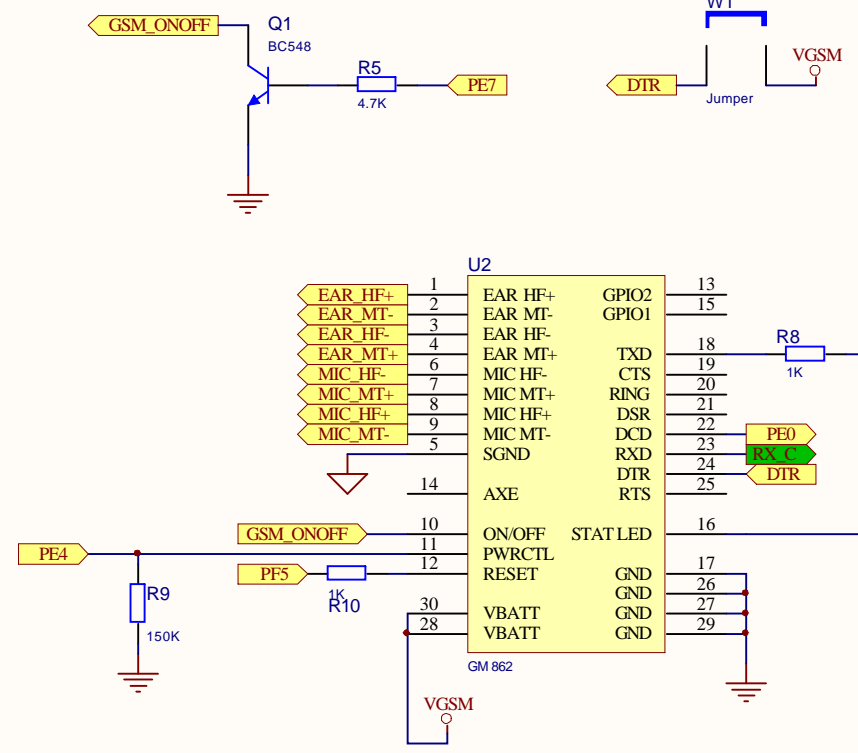 W1
GSM_ONOFF
Q1
BC548
R5
4.7K
PE7
VGSM
DTR
Jumper
U2
EAR_HF+ 1 EAR HF+ GPIO2 13
EAR_MT- 2 EAR MT- GPIO1 15
EAR_HF- 3 EAR HF-
EAR_MT+ 4 EAR MT+ TXD 18 R8 1K
MIC_HF- 6 MIC HF- CTS 19
MIC_MT+ 7 MIC MT+ RING 20
MIC_HF+ 8 MIC HF+ DSR 21
MIC_MT- 9 MIC MT- DCD 22 PE0
5 SGND RXD 23 RX_C
DTR 24 DTR
14 AXE RTS 25
GSM_ONOFF 10 ON/OFF STAT LED 16
PE4 11 PWRCTL
PF5 12 RESET GND 17
1K
R10
R9
150K
GND 26
30 VBATT GND 27
28 VBATT GND 29
GM 862
VGSM